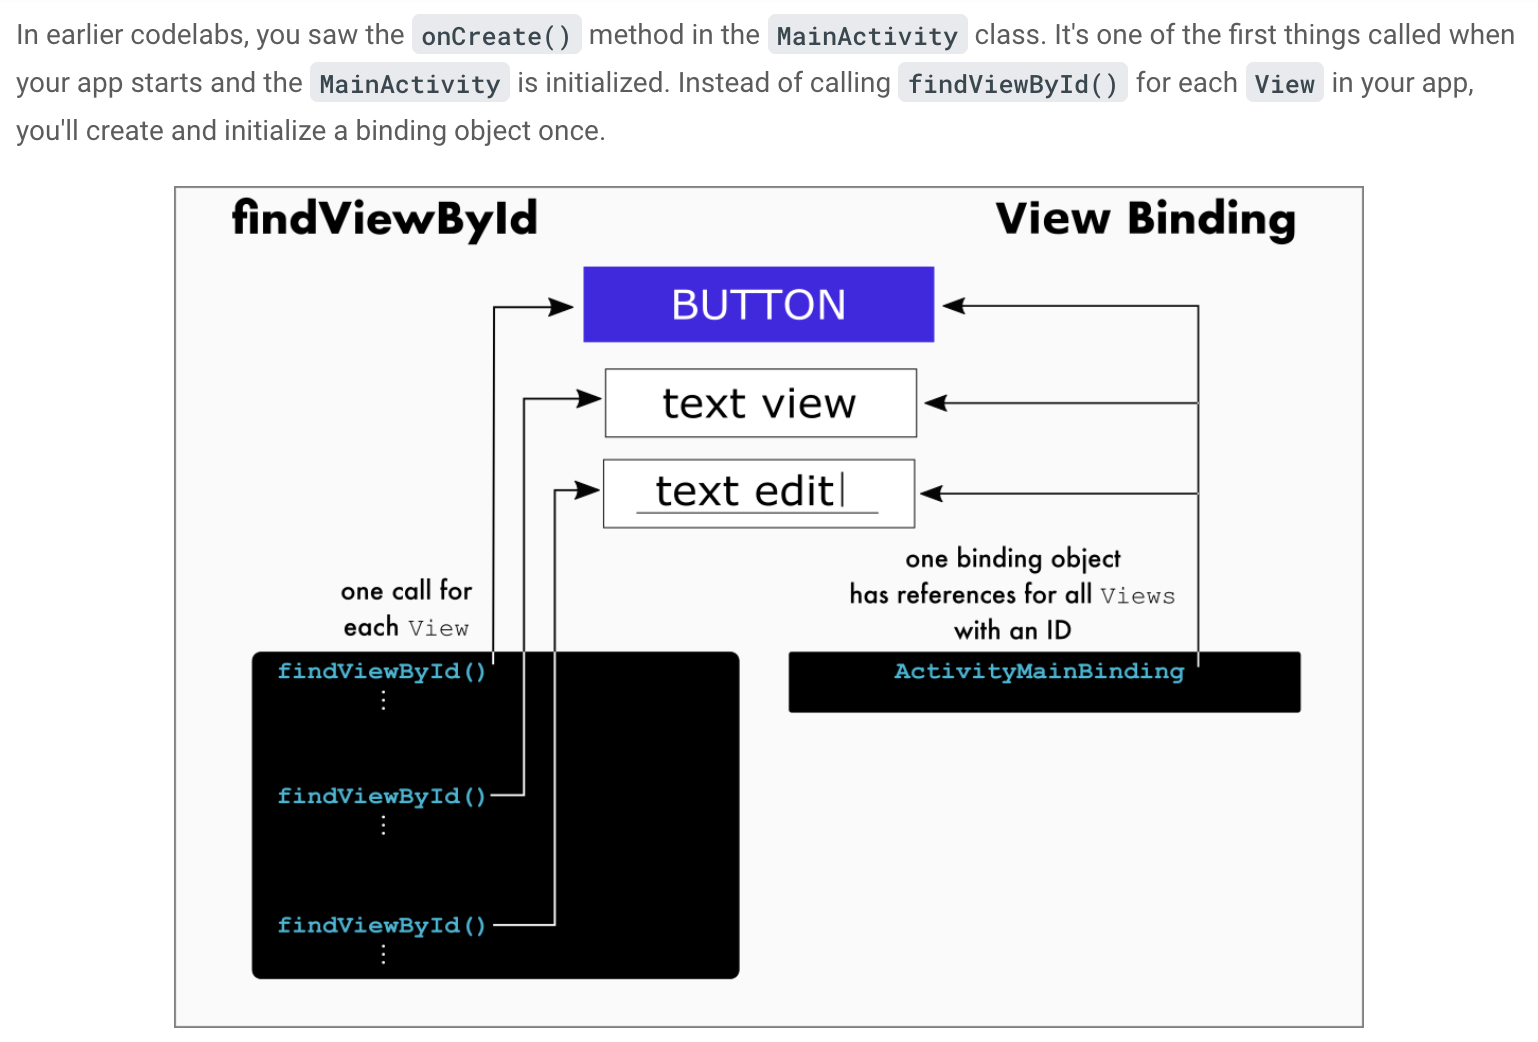 In earlier codelabs, you saw the onCreate() method in the MainActivity class. It's one of the first things called when
your app starts and the MainActivity is initialized. Instead of calling findViewById() for each View in your app,
you'll create and initialize a binding object once.
findViewById
View Binding
BUTTON
text view
text edit
one call for
each View
findViewById()
findViewById()
findViewById()
one binding object
has references for all Views
with an ID
ActivityMainBinding